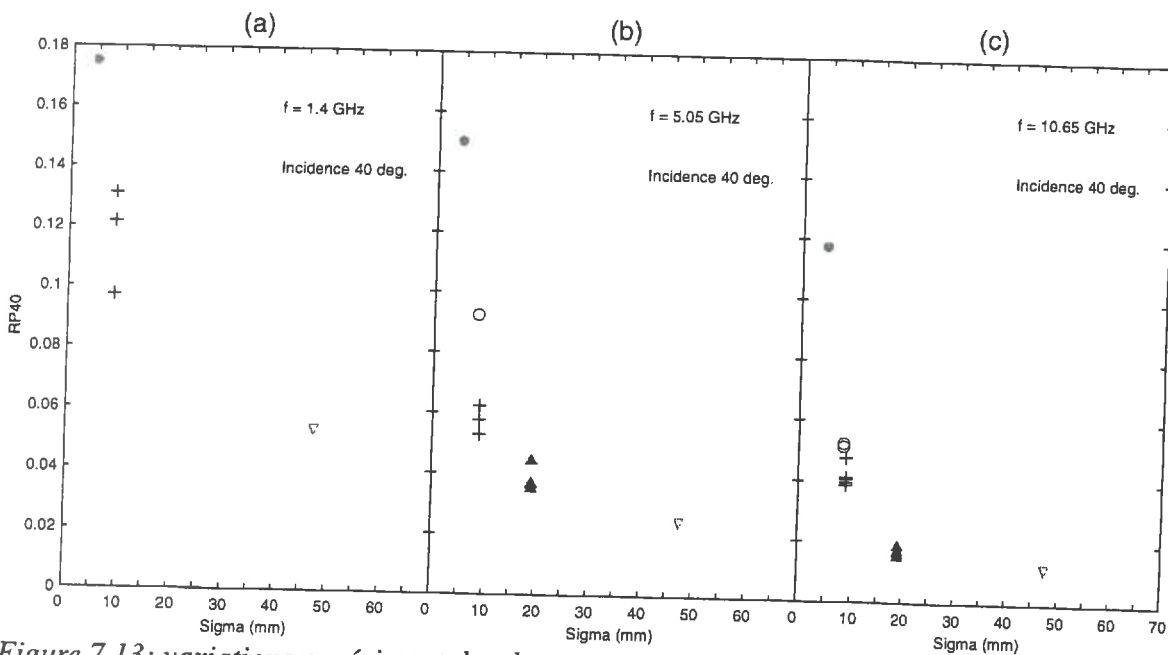 (a) (b) (c)
0.18
0.16
0.14
0.12
0.1
0.08
0.06
0.04
0.02
0
RP40
f = 1.4 GHz
Incidence 40 deg.
f = 5.05 GHz
Incidence 40 deg.
f = 10.65 GHz
Incidence 40 deg.
0 10 20 30 40 50 60 0 10 20 30 40 50 60 0 10 20 30 40 50 60 70
Sigma (mm) Sigma (mm) Sigma (mm)
Figure 7.13: variations